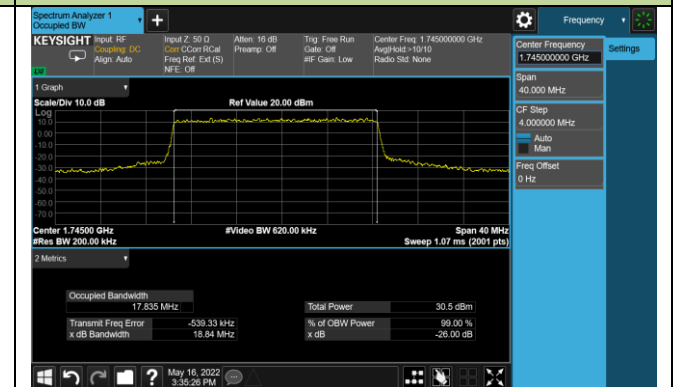 Spectrum Analyzer 1
Occupied BW
Frequency
KEYSIGHT
Input: RF
Coupling: DC
Align: Auto
Input Z: 50 Ω
Corr CCorr RCal
Freq Ref: Ext (S)
NFE: Off
Atten: 16 dB
Preamp: Off
Trig: Free Run
Gate: Off
#IF Gain: Low
Center Freq: 1.745000000 GHz
Avg|Hold:>10/10
Radio Std: None
Center Frequency
1.745000000 GHz
Settings
Span
40.000 MHz
CF Step
4.000000 MHz
Auto
Man
Freq Offset
0 Hz
1 Graph
Scale/Div 10.0 dB
Ref Value 20.00 dBm
Log
10.0
0.00
-10.0
-20.0
-30.0
-40.0
-50.0
-60.0
-70.0
Center 1.74500 GHz
#Video BW 620.00 kHz
Span 40 MHz
#Res BW 200.00 kHz
Sweep 1.07 ms (2001 pts)
2 Metrics
Occupied Bandwidth
17.835 MHz
Total Power
30.5 dBm
Transmit Freq Error
-539.33 kHz
% of OBW Power
99.00 %
x dB Bandwidth
18.84 MHz
x dB
-26.00 dB
?
May 16, 2022
3:35:26 PM